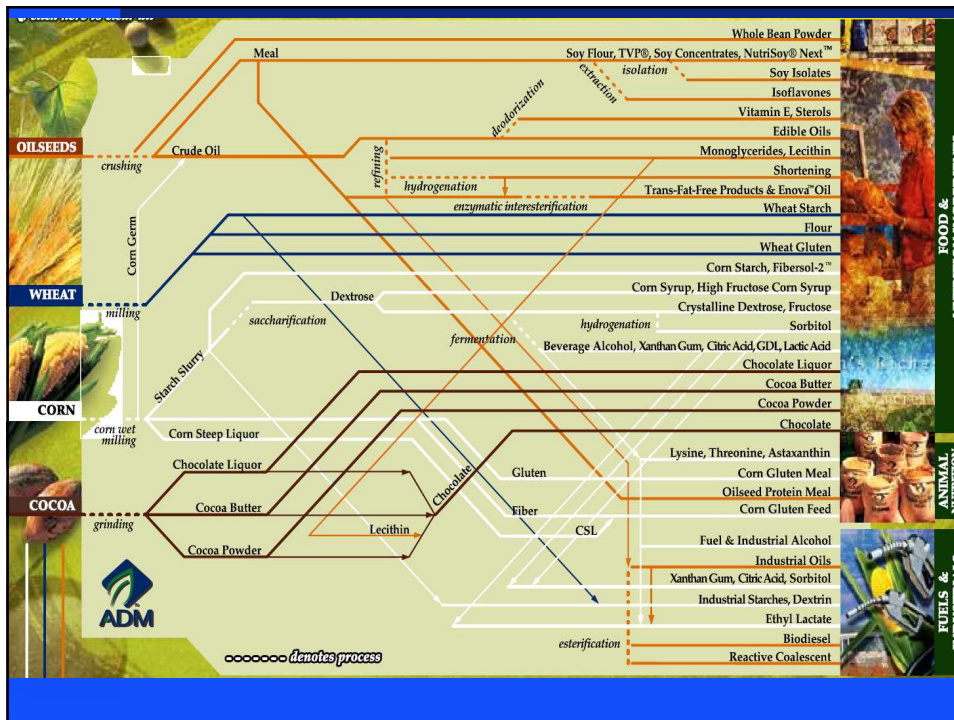 Whole Bean Powder
Meal
Soy Flour, TVP®, Soy Concentrates, NutriSoy® Next™
isolation
Soy Isolates
extraction
Isoflavones
deodorization
Vitamin E, Sterols
Edible Oils
OILSEEDS
crushing
Crude Oil
refining
Monoglycerides, Lecithin
Shortening
hydrogenation
Trans-Fat-Free Products & Enova™Oil
enzymatic interesterification
Wheat Starch
Flour
Wheat Gluten
Corn Germ
WHEAT
milling
Corn Starch, Fibersol-2™
Dextrose
Corn Syrup, High Fructose Corn Syrup
Crystalline Dextrose, Fructose
saccharification
hydrogenation
Sorbitol
fermentation
Beverage Alcohol, Xanthan Gum, Citric Acid, GDL, Lactic Acid
Starch Slurry
Chocolate Liquor
Cocoa Butter
Cocoa Powder
CORN
corn wet
milling
Corn Steep Liquor
Chocolate
Lysine, Threonine, Astaxanthin
Chocolate Liquor
Chocolate
Gluten
Corn Gluten Meal
Oilseed Protein Meal
COCOA
grinding
Cocoa Butter
Fiber
Corn Gluten Feed
Lecithin
CSL
Cocoa Powder
Fuel & Industrial Alcohol
Industrial Oils
Xanthan Gum, Citric Acid, Sorbitol
Industrial Starches, Dextrin
ADM
Ethyl Lactate
esterification
Biodiesel
denotes process
Reactive Coalescent
FOOD &
ANIMAL
FUELS &